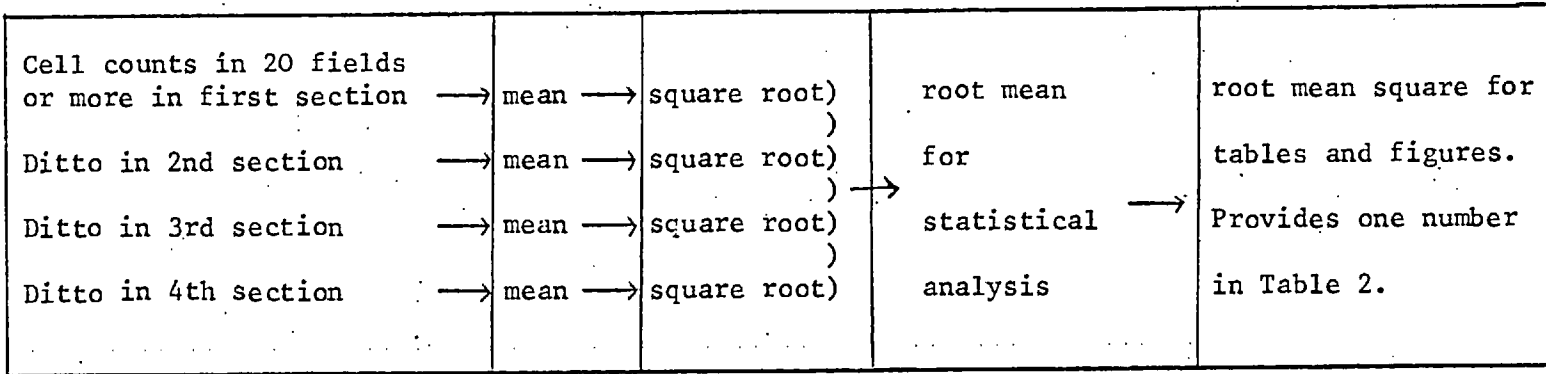 Cell counts in 20 fields
or more in first section → mean → square root)
)
Ditto in 2nd section → mean → square root)
) →
Ditto in 3rd section → mean → square root)
)
Ditto in 4th section → mean → square root)
root mean
for
statistical →
analysis
root mean square for
tables and figures.
Provides one number
in Table 2.